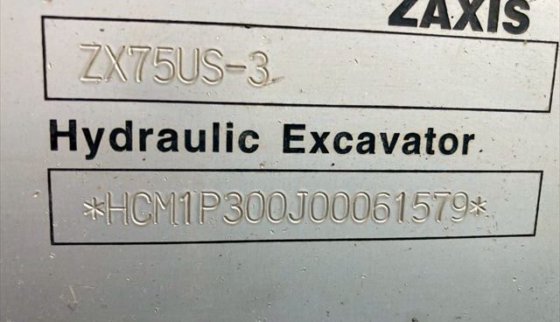 ZAXIS
ZX75US-3
Hydraulic Excavator
*HCM1P300J00061579*